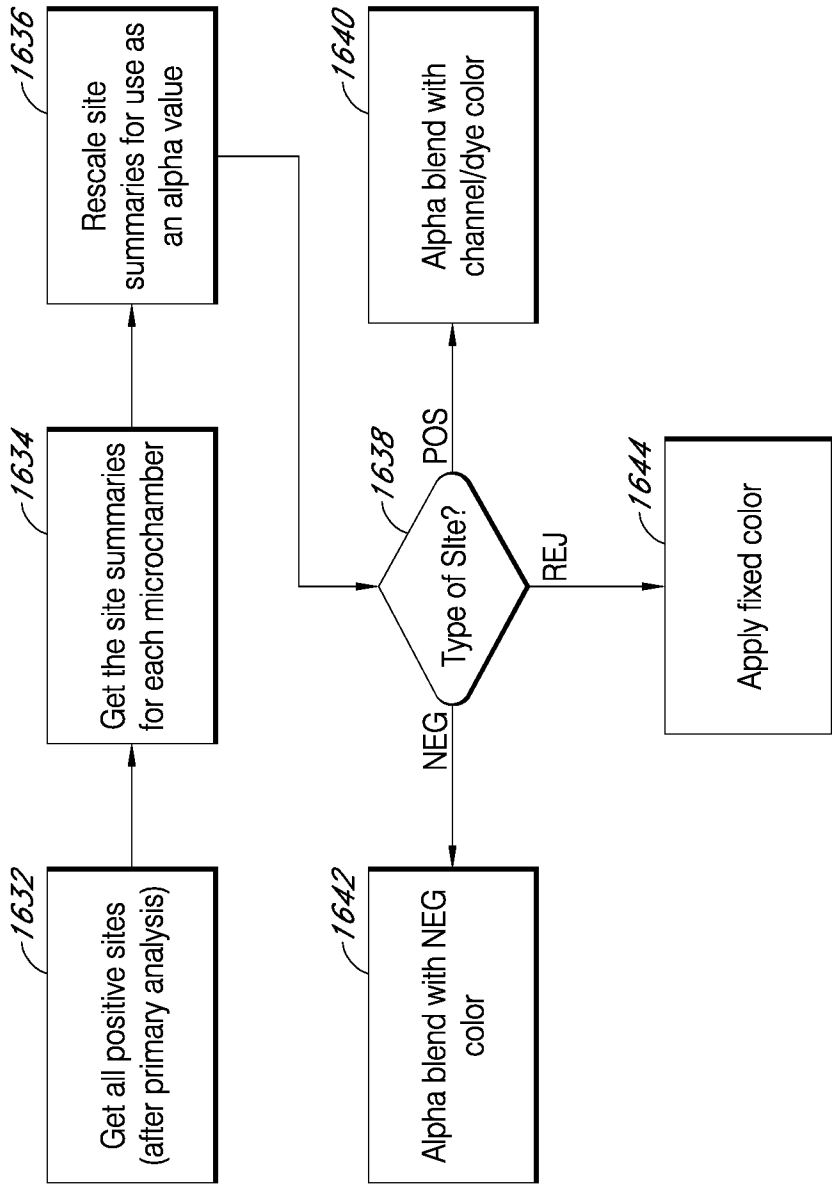 1632
Get all positive sites
(after primary analysis)
1634
Get the site summaries
for each microchamber
1636
Rescale site
summaries for use as
an alpha value
1638
Type of SIte?
NEG
POS
REJ
1642
Alpha blend with NEG
color
1640
Alpha blend with
channel/dye color
1644
Apply fixed color